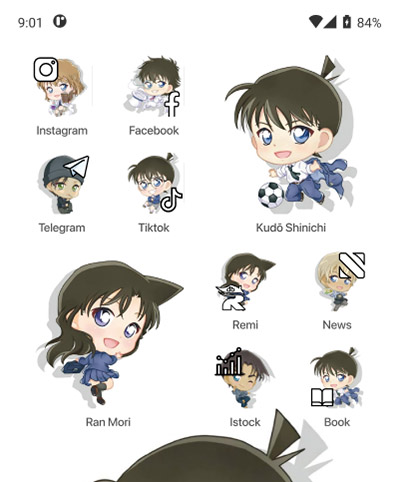 9:01 84%
Instagram Facebook
Telegram Tiktok Kudō Shinichi
Remi News
Ran Mori Istock Book